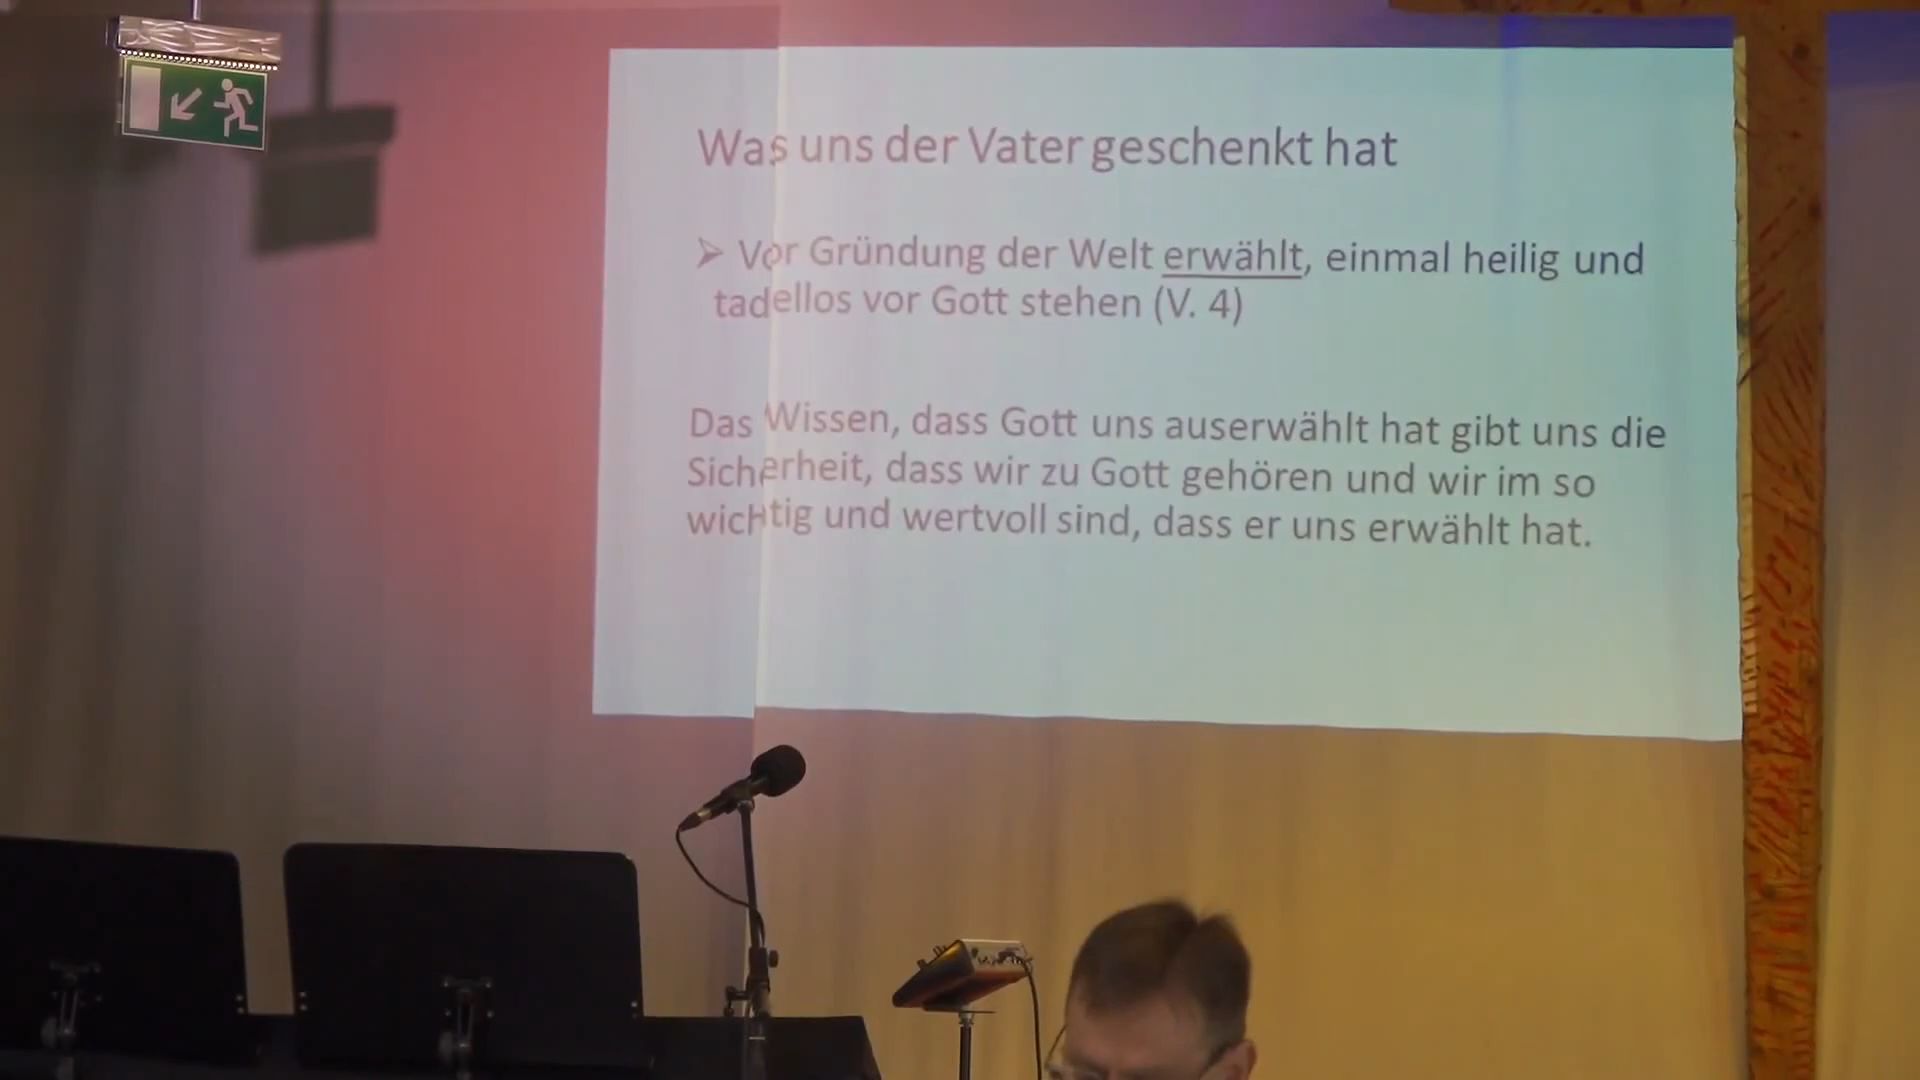 Was uns der Vater geschenkt hat
➢ Vor Gründung der Welt erwählt, einmal heilig und
tadellos vor Gott stehen (V. 4)
Das Wissen, dass Gott uns auserwählt hat gibt uns die
Sicherheit, dass wir zu Gott gehören und wir im so
wichtig und wertvoll sind, dass er uns erwählt hat.